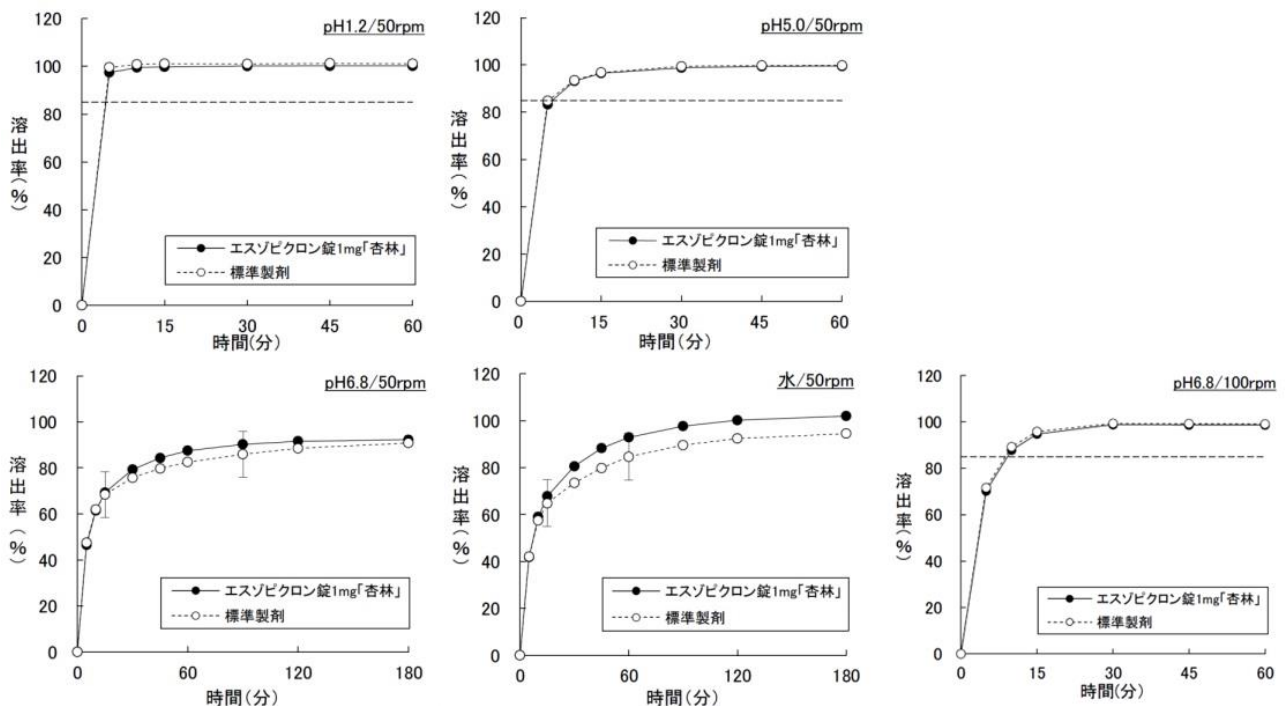 pH1.2/50rpm
120
100
80
60
40
20
0
溶出率(%)
エスゾピクロン錠1mg「杏林」
標準製剤
0 15 30 45 60
時間(分)
pH5.0/50rpm
120
100
80
60
40
20
0
溶出率(%)
エスゾピクロン錠1mg「杏林」
標準製剤
0 15 30 45 60
時間(分)
pH6.8/50rpm
120
100
80
60
40
20
0
溶出率(%)
エスゾピクロン錠1mg「杏林」
標準製剤
0 60 120 180
時間(分)
水/50rpm
120
100
80
60
40
20
0
溶出率(%)
エスゾピクロン錠1mg「杏林」
標準製剤
0 60 120 180
時間(分)
pH6.8/100rpm
120
100
80
60
40
20
0
溶出率(%)
エスゾピクロン錠1mg「杏林」
標準製剤
0 15 30 45 60
時間(分)